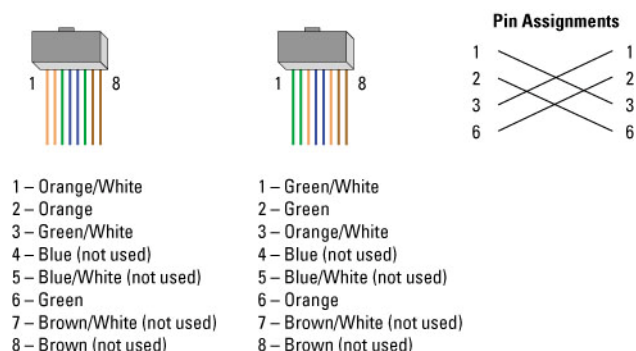 Pin Assignments
1 8
1 8
1 1
2 2
3 3
6 6
1 – Orange/White
2 – Orange
3 – Green/White
4 – Blue (not used)
5 – Blue/White (not used)
6 – Green
7 – Brown/White (not used)
8 – Brown (not used)
1 – Green/White
2 – Green
3 – Orange/White
4 – Blue (not used)
5 – Blue/White (not used)
6 – Orange
7 – Brown/White (not used)
8 – Brown (not used)